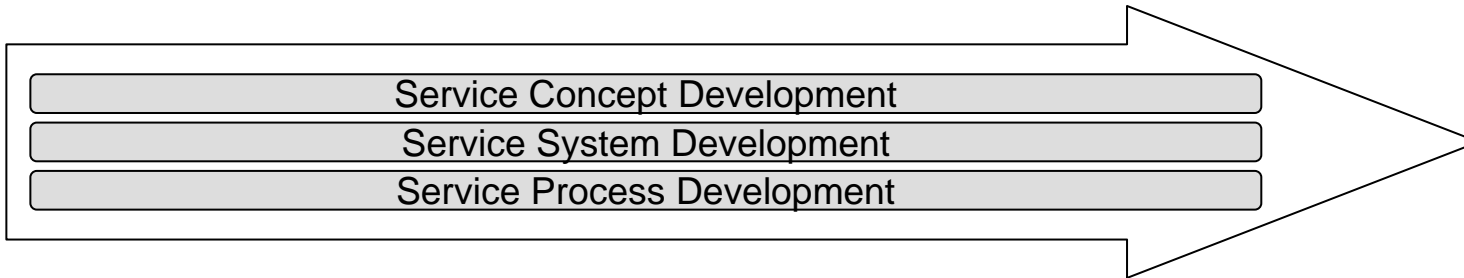 Service Concept Development
Service System Development
Service Process Development